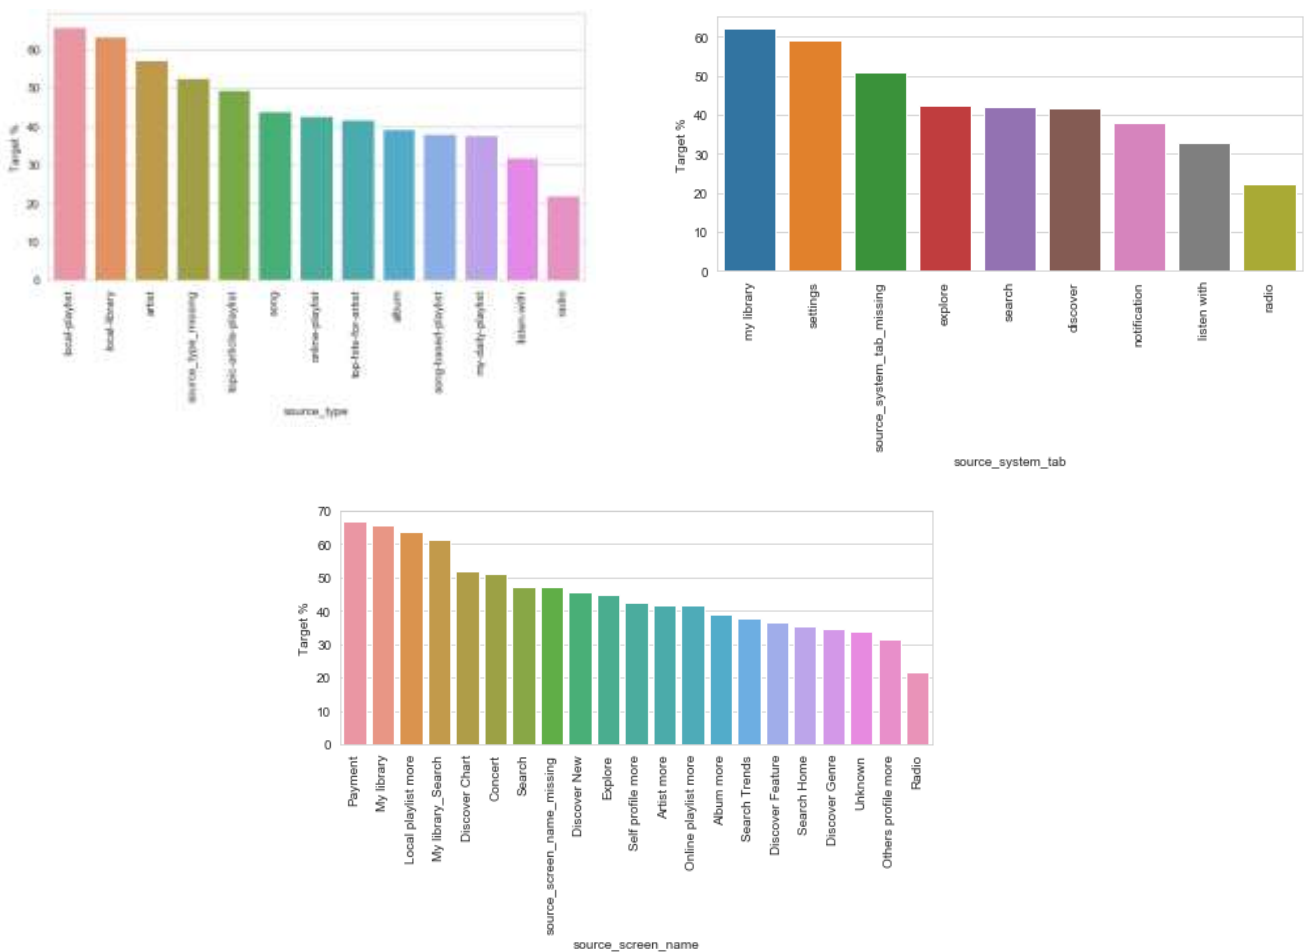 60
50
40
30
20
10
0
Target %
local-playlist
local-library
artist
source_type_missing
topic-article-playlist
song
online-playlist
top-hits-for-artist
album
song-based-playlist
my-daily-playlist
listen-with
radio
source_type
60
50
40
30
20
10
0
Target %
my library
settings
source_system_tab_missing
explore
search
discover
notification
listen with
radio
source_system_tab
70
60
50
40
30
20
10
0
Target %
Payment
My library
Local playlist more
My library_Search
Discover Chart
Concert
Search
source_screen_name_missing
Discover New
Explore
Self profile more
Artist more
Online playlist more
Album more
Search Trends
Discover Feature
Search Home
Discover Genre
Unknown
Others profile more
Radio
source_screen_name